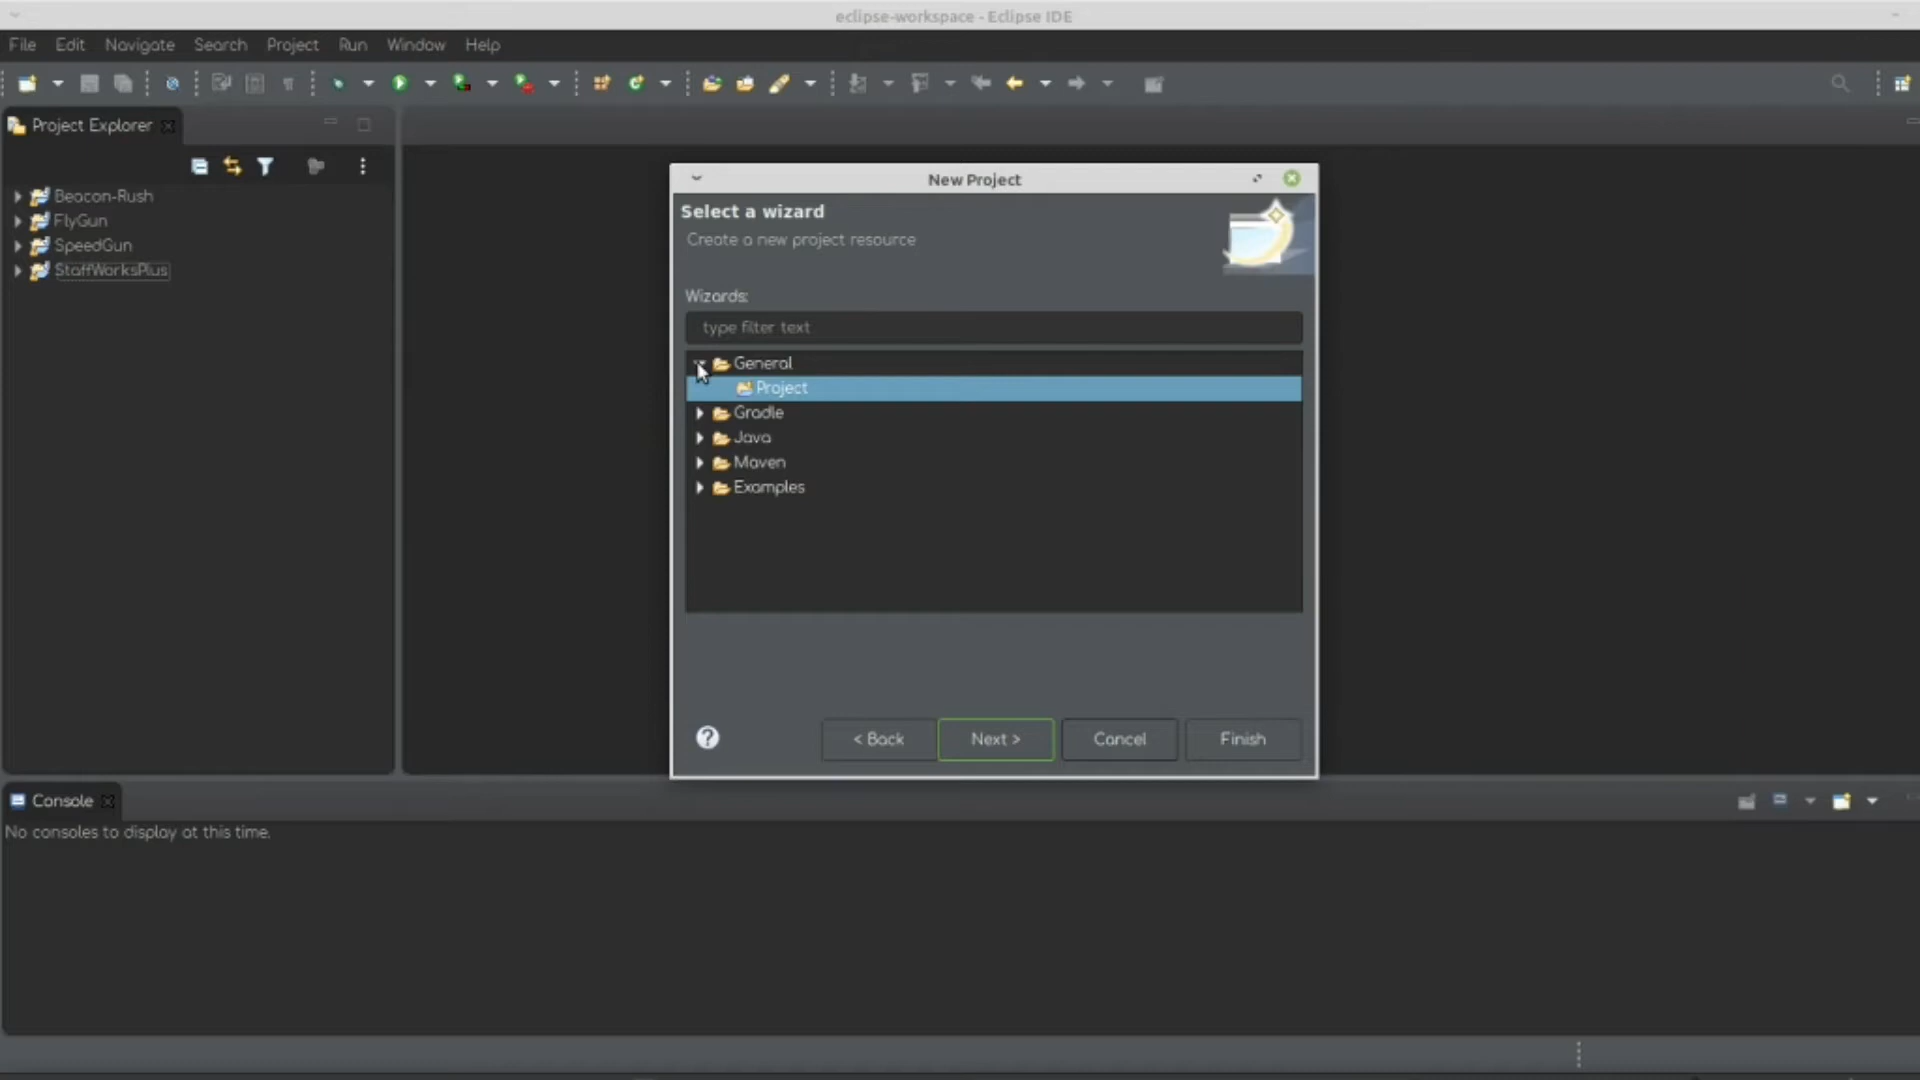 eclipse-workspace - Eclipse IDE
File Edit Navigate Search Project Run Window Help
Project Explorer
Beacon-Rush
FlyGun
SpeedGun
StaffWorksPlus
New Project
Select a wizard
Create a new project resource
Wizards:
type filter text
General
Project
Gradle
Java
Maven
Examples
?
< Back
Next >
Cancel
Finish
Console
No consoles to display at this time.